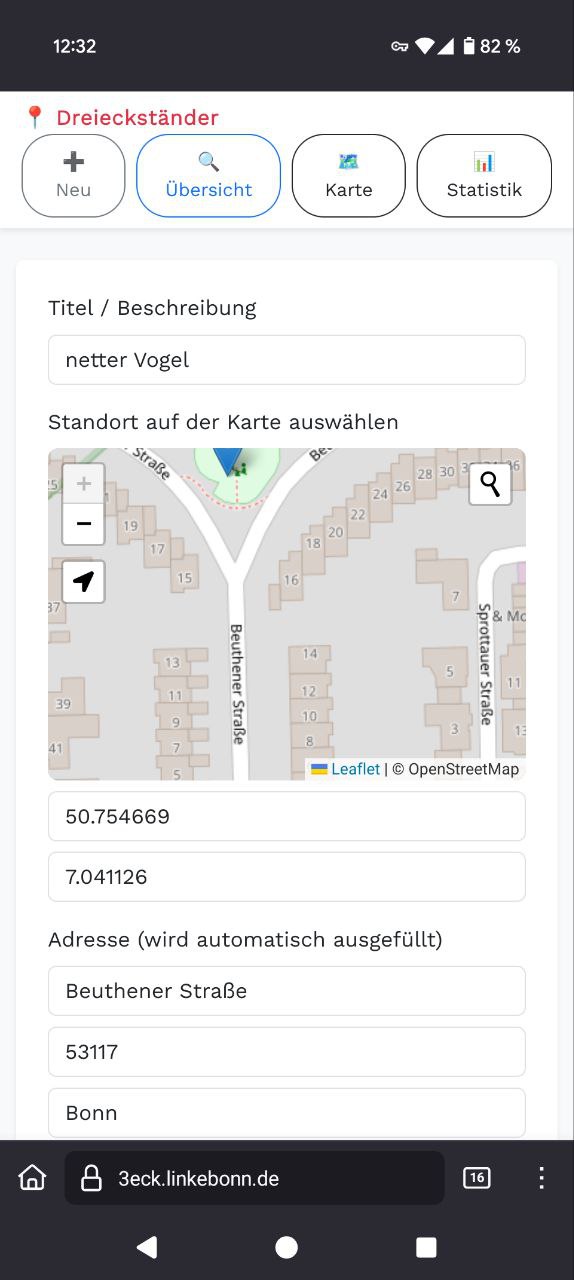 12:32
82 %
Dreieckständer
Neu
Übersicht
Karte
Statistik
Titel / Beschreibung
netter Vogel
Standort auf der Karte auswählen
Straße
28
30
36
26
24
22
20
18
16
19
17
15
37
7
& Mo
Beuthener Straße
Sprottauer Straße
14
13
12
11
10
9
8
7
5
5
11
3
13
39
41
Leaflet | © OpenStreetMap
50.754669
7.041126
Adresse (wird automatisch ausgefüllt)
Beuthener Straße
53117
Bonn
3eck.linkebonn.de
16